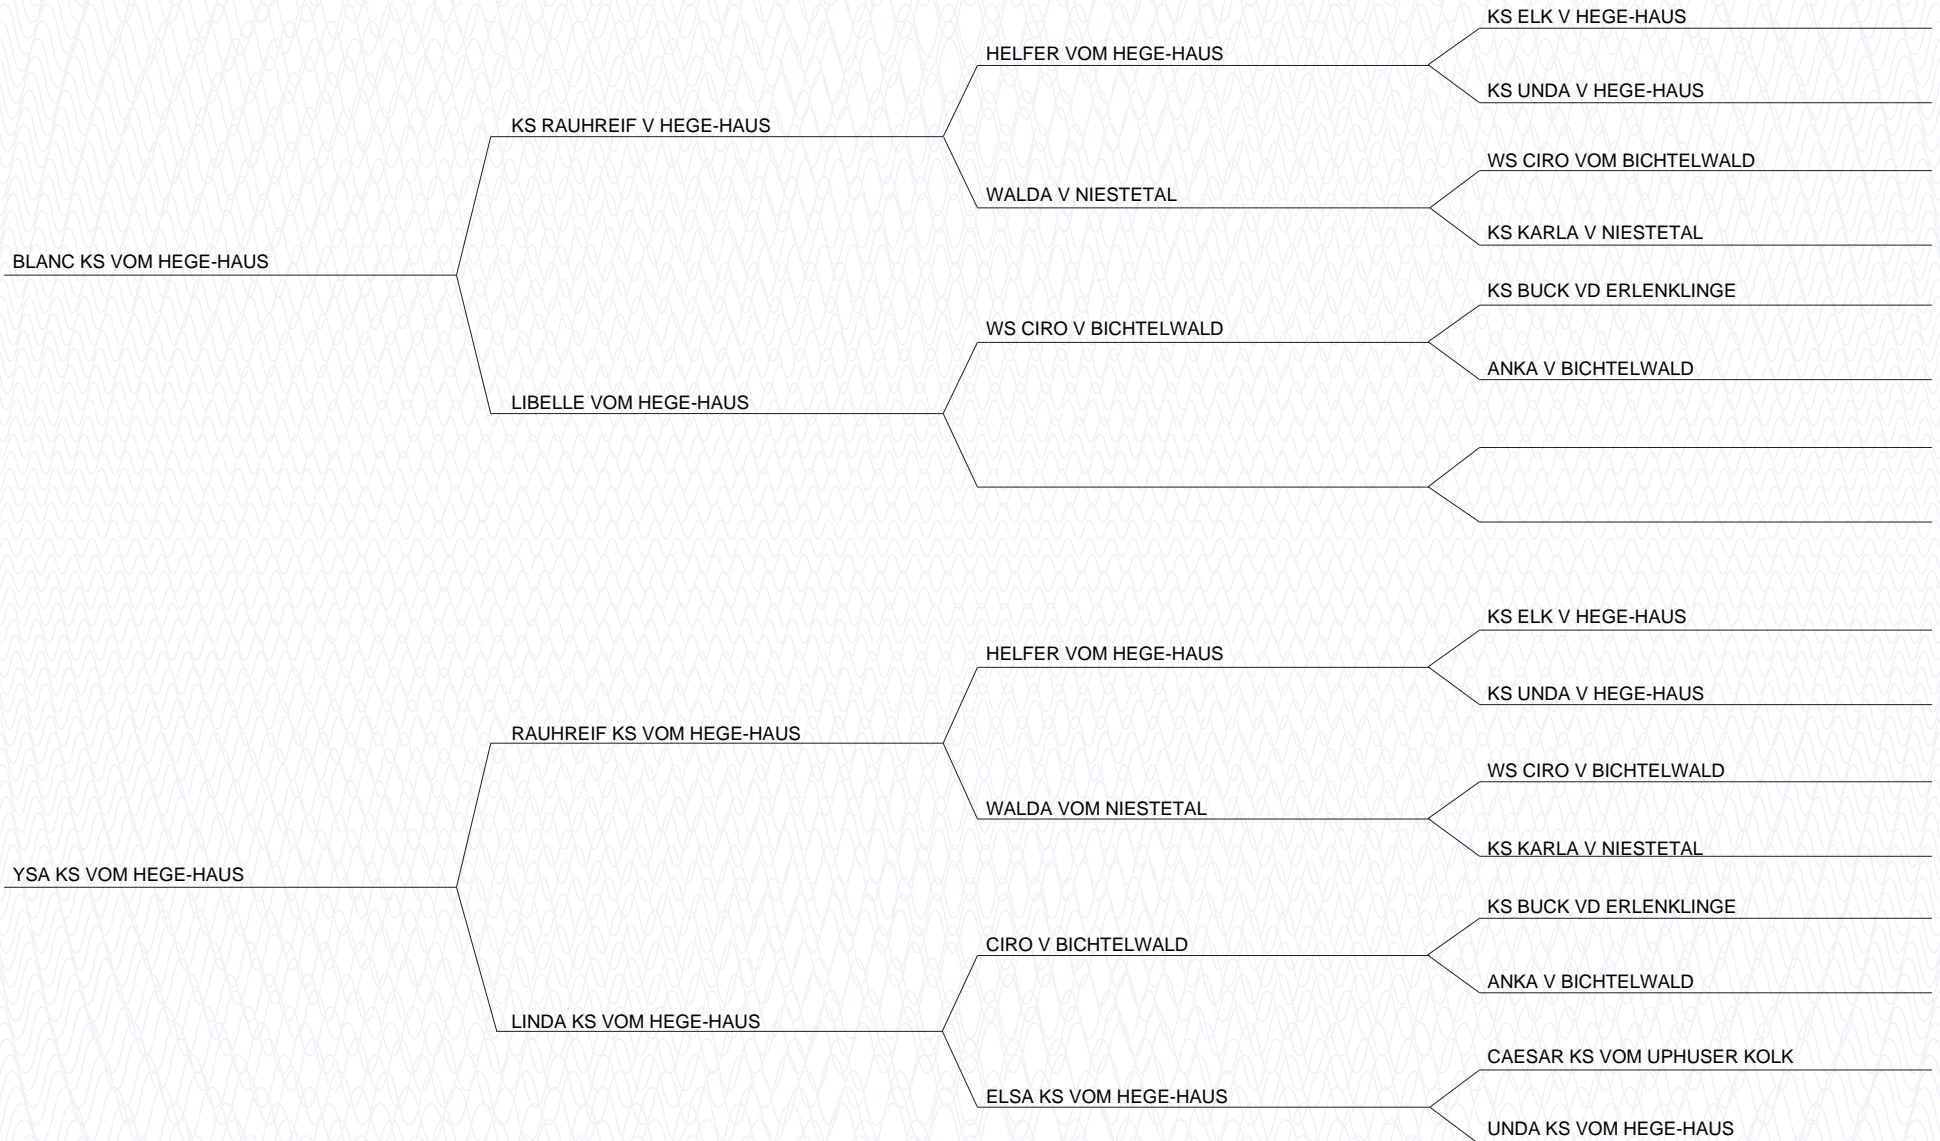 KS ELK V HEGE-HAUS
HELFER VOM HEGE-HAUS
KS UNDA V HEGE-HAUS
KS RAUHREIF V HEGE-HAUS
WS CIRO VOM BICHTELWALD
WALDA V NIESTETAL
KS KARLA V NIESTETAL
BLANC KS VOM HEGE-HAUS
KS BUCK VD ERLENKLINGE
WS CIRO V BICHTELWALD
ANKA V BICHTELWALD
LIBELLE VOM HEGE-HAUS
KS ELK V HEGE-HAUS
HELFER VOM HEGE-HAUS
KS UNDA V HEGE-HAUS
RAUHREIF KS VOM HEGE-HAUS
WS CIRO V BICHTELWALD
WALDA VOM NIESTETAL
KS KARLA V NIESTETAL
YSA KS VOM HEGE-HAUS
KS BUCK VD ERLENKLINGE
CIRO V BICHTELWALD
ANKA V BICHTELWALD
LINDA KS VOM HEGE-HAUS
CAESAR KS VOM UPHUSER KOLK
ELSA KS VOM HEGE-HAUS
UNDA KS VOM HEGE-HAUS